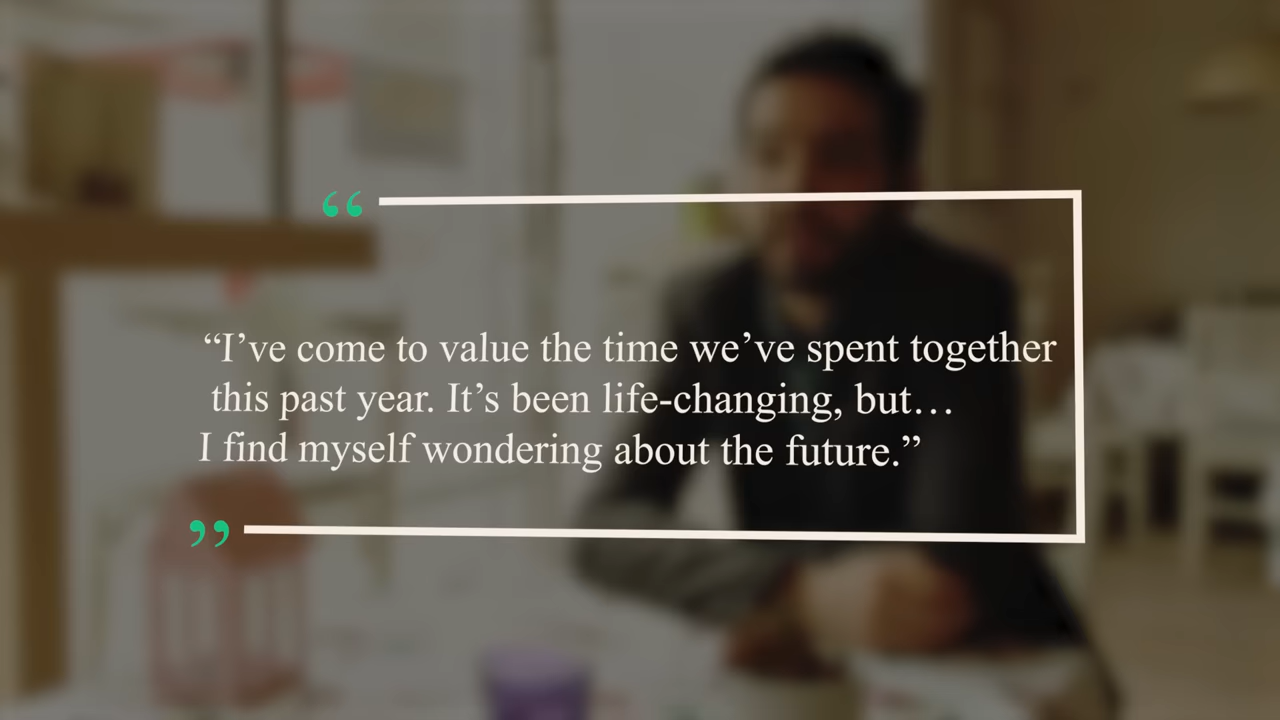 “
“I’ve come to value the time we’ve spent together
this past year. It’s been life-changing, but…
I find myself wondering about the future.”
”